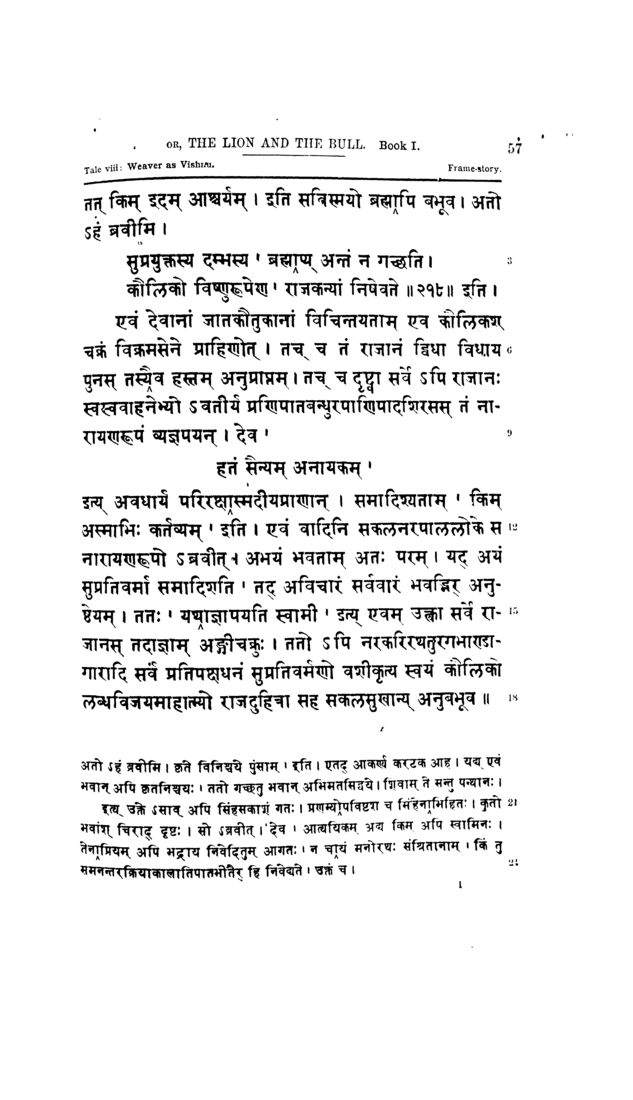 OR, THE LION AND THE BULL. Book I. 57
Tale viii: Weaver as Vishnu. Frame-story.
तत् किम् इदम् आश्चर्यम् । इति सविस्मयो ब्रह्मापि बभूव । अतो
ऽहं ब्रवीमि ।
सुप्रयुक्तस्य दम्भस्य ' ब्रह्माप्य् अन्तं न गच्छति । 3
कौलिको विष्णुरूपेण ' राजकन्यां निषेवते ॥२१८॥ इति ।
एवं देवानां जातकौतुकानां विचिन्तयताम् एव कौलिकश्
चक्रं विक्रमसेने प्राहिणोत् । तच् च तं राजानं द्विधा विधाय 6
पुनस् तस्यैव हस्तम् अनुप्राप्तम् । तच् च दृष्ट्वा सर्वे ऽपि राजानः
स्वस्ववाहनेभ्यो ऽवतीर्य प्रणिपातबन्धुरपाणिपादशिरसस् तं ना-
रायणरूपं व्यज्ञपयन् । देव ' 9
हतं सैन्यम् अनायकम् '
इत्य् अवधार्य परिरक्षास्मदीयप्राणान् । समादिश्यताम् ' किम्
अस्माभिः कर्तव्यम् ' इति । एवं वादिनि सकलनरपाललोके स 12
नारायणरूपो ऽब्रवीत् । अभयं भवताम् अतः परम् । यद् अयं
सुप्रतिवर्मा समादिशति ' तद् अविचारं सर्ववारं भवद्भिर् अनु-
ष्ठेयम् । ततः ' यथाज्ञापयति स्वामी ' इत्य् एवम् उक्त्वा सर्वे रा- 15
जानस् तदाज्ञाम् अङ्गीचक्रुः । ततो ऽपि नरकरिरथतुरगभाण्डा-
गारादि सर्वं प्रतिपक्षधनं सुप्रतिवर्मणो वशीकृत्य स्वयं कौलिको
लब्धविजयमाहात्म्यो राजदुहित्रा सह सकलसुखान्य् अनुबभूव ॥ 18
अतो ऽहं ब्रवीमि । कृते विनिश्चये पुंसाम् ' इति । एतद् आकर्ण्य करटक आह । यद्य् एवं
भवान् अपि कृतनिश्चयः ' ततो गच्छतु भवान् अभिमतसिद्धये । शिवास् ते सन्तु पन्थानः ।
इत्य् उक्ते ऽसाव् अपि सिंहसकाशं गतः । प्रणम्योपविष्टश् च सिंहेनाभिहितः । कुतो 21
भवांश् चिराद् दृष्टः । सो ऽब्रवीत् । देव ' आत्ययिकम् अद्य किम् अपि स्वामिनः ।
तेनाप्रियम् अपि भद्राय निवेदितुम् आगतः । न चायं मनोरथः संश्रितानाम् । किं तु
समनन्तरक्रियाकालातिपातभीतैर् हि निवेद्यते । उक्तं च । 24